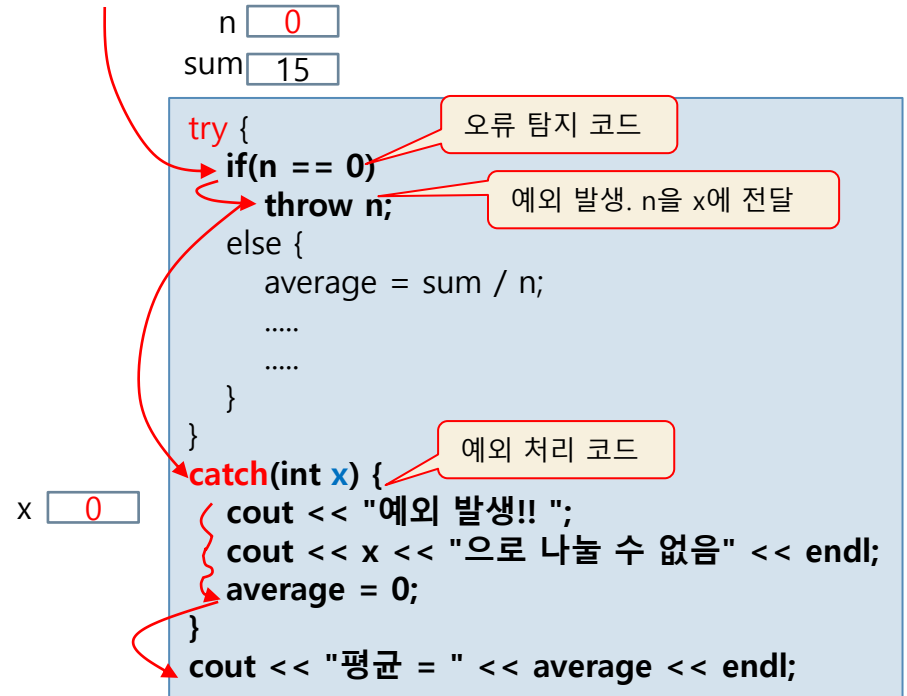 n 0
sum 15
try {
오류 탐지 코드
if(n == 0)
throw n;
예외 발생. n을 x에 전달
else {
average = sum / n;
.....
.....
}
}
예외 처리 코드
catch(int x) {
x 0
cout << "예외 발생!! ";
cout << x << "으로 나눌 수 없음" << endl;
average = 0;
}
cout << "평균 = " << average << endl;